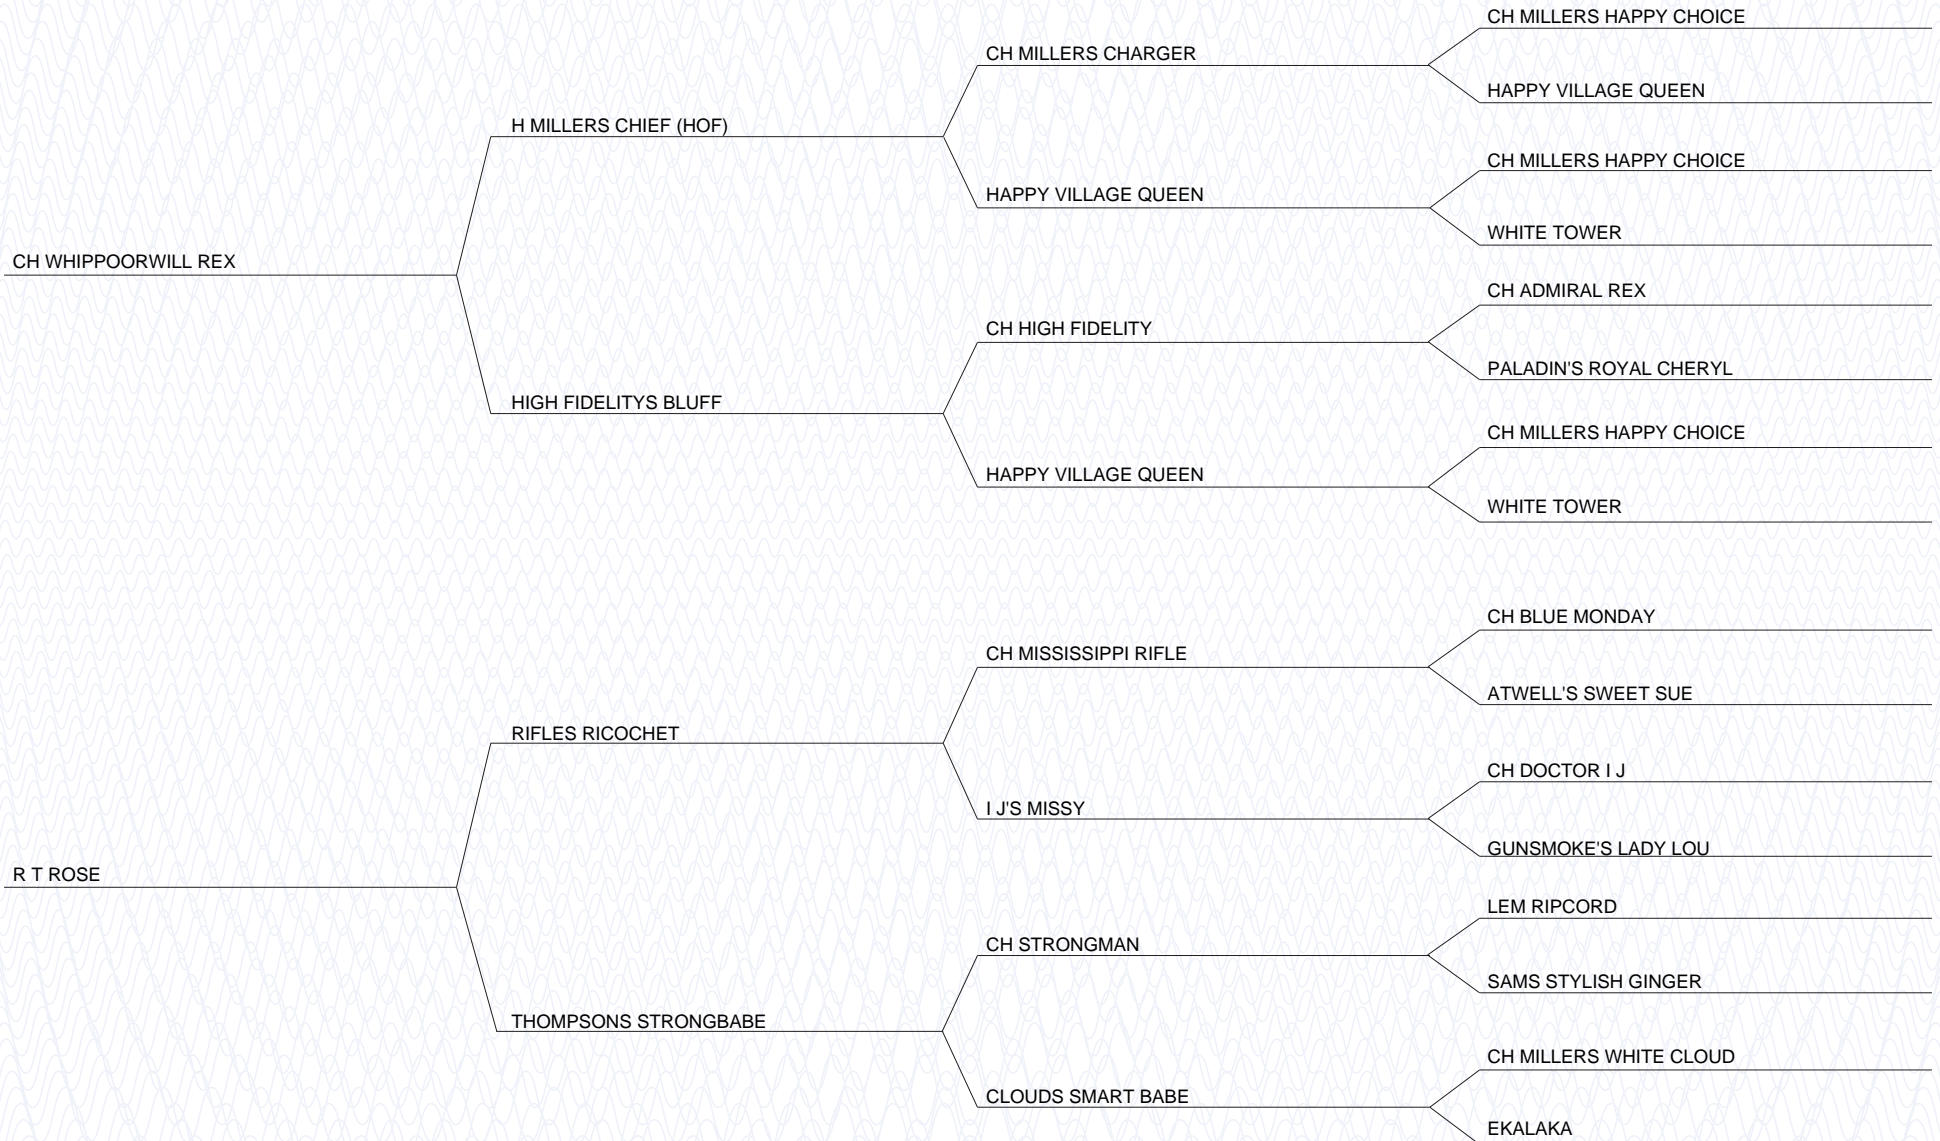 CH MILLERS HAPPY CHOICE
CH MILLERS CHARGER
HAPPY VILLAGE QUEEN
H MILLERS CHIEF (HOF)
CH MILLERS HAPPY CHOICE
HAPPY VILLAGE QUEEN
WHITE TOWER
CH WHIPPOORWILL REX
CH ADMIRAL REX
CH HIGH FIDELITY
PALADIN'S ROYAL CHERYL
HIGH FIDELITYS BLUFF
CH MILLERS HAPPY CHOICE
HAPPY VILLAGE QUEEN
WHITE TOWER
CH BLUE MONDAY
CH MISSISSIPPI RIFLE
ATWELL'S SWEET SUE
RIFLES RICOCHET
CH DOCTOR I J
I J'S MISSY
GUNSMOKE'S LADY LOU
R T ROSE
LEM RIPCORD
CH STRONGMAN
SAMS STYLISH GINGER
THOMPSONS STRONGBABE
CH MILLERS WHITE CLOUD
CLOUDS SMART BABE
EKALAKA